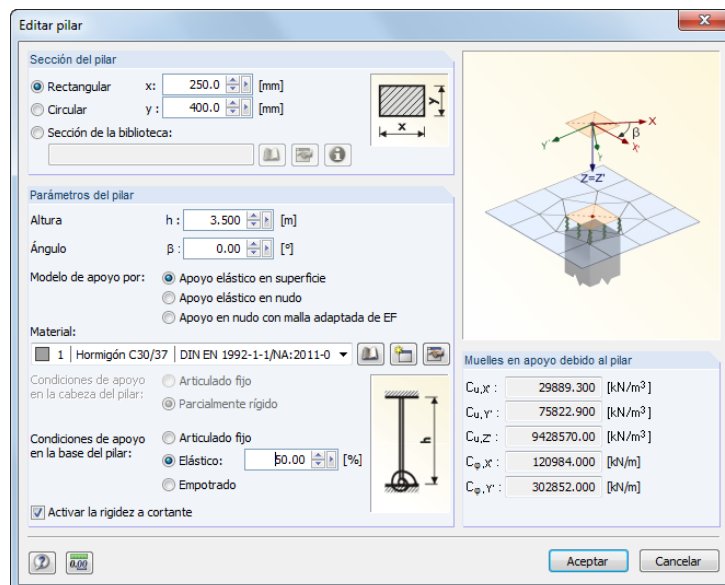 Editar pilar
Sección del pilar
Rectangular x: 250.0 [mm]
Circular y : 400.0 [mm]
Sección de la biblioteca:
x
y
Parámetros del pilar
Altura h : 3.500 [m]
Ángulo β : 0.00 [°]
Modelo de apoyo por: Apoyo elástico en superficie
Apoyo elástico en nudo
Apoyo en nudo con malla adaptada de EF
Material:
1 | Hormigón C30/37 | DIN EN 1992-1-1/NA:2011-0
Condiciones de apoyo en la cabeza del pilar:
Articulado fijo
Parcialmente rígido
Condiciones de apoyo en la base del pilar:
Articulado fijo
Elástico: 50.00 [%]
Empotrado
h
Activar la rigidez a cortante
X
β
X'
Y'
Y
Z=Z'
Muelles en apoyo debido al pilar
Cu,X' : 29889.300 [kN/m³]
Cu,Y' : 75822.900 [kN/m³]
Cu,Z' : 9428570.00 [kN/m³]
Cφ,X' : 120984.000 [kN/m]
Cφ,Y' : 302852.000 [kN/m]
0.00
Aceptar
Cancelar